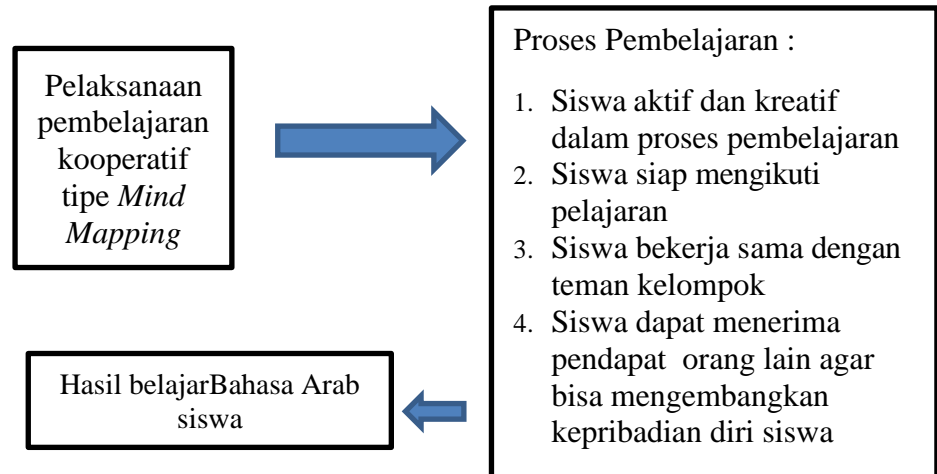 Pelaksanaan
pembelajaran
kooperatif
tipe Mind
Mapping
Proses Pembelajaran :
1. Siswa aktif dan kreatif
dalam proses pembelajaran
2. Siswa siap mengikuti
pelajaran
3. Siswa bekerja sama dengan
teman kelompok
4. Siswa dapat menerima
pendapat  orang lain agar
bisa mengembangkan
kepribadian diri siswa
Hasil belajarBahasa Arab
siswa